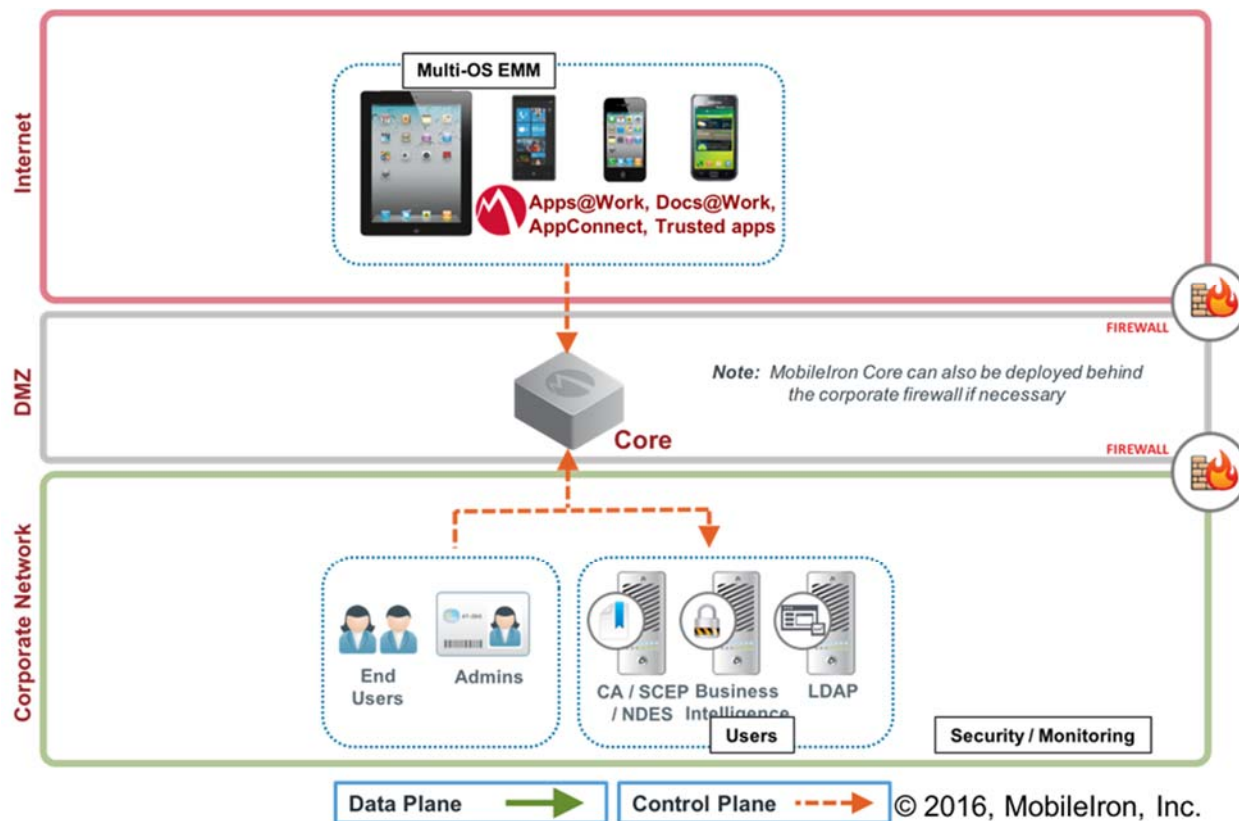 Internet
Multi-OS EMM
Apps@Work, Docs@Work,
AppConnect, Trusted apps
FIREWALL
DMZ
Note: MobileIron Core can also be deployed behind
the corporate firewall if necessary
Core
FIREWALL
Corporate Network
End
Users
Admins
CA / SCEP
/ NDES
Business
Intelligence
LDAP
Users
Security / Monitoring
Data Plane
Control Plane
© 2016, MobileIron, Inc.